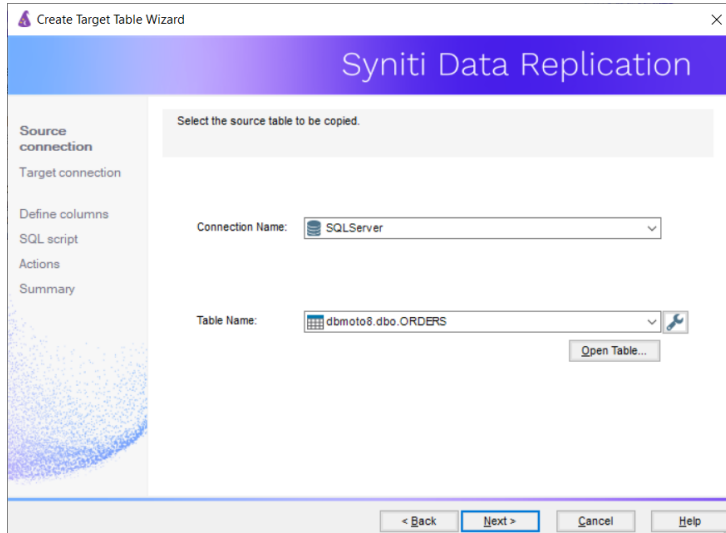 Create Target Table Wizard
Syniti Data Replication
Source
connection
Target connection
Define columns
SQL script
Actions
Summary
Select the source table to be copied.
Connection Name:
SQLServer
Table Name:
dbmoto8.dbo.ORDERS
Open Table...
< Back
Next >
Cancel
Help